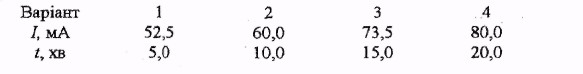 Варіант 1 2 3 4
I, мА 52,5 60,0 73,5 80,0
t, хв 5,0 10,0 15,0 20,0